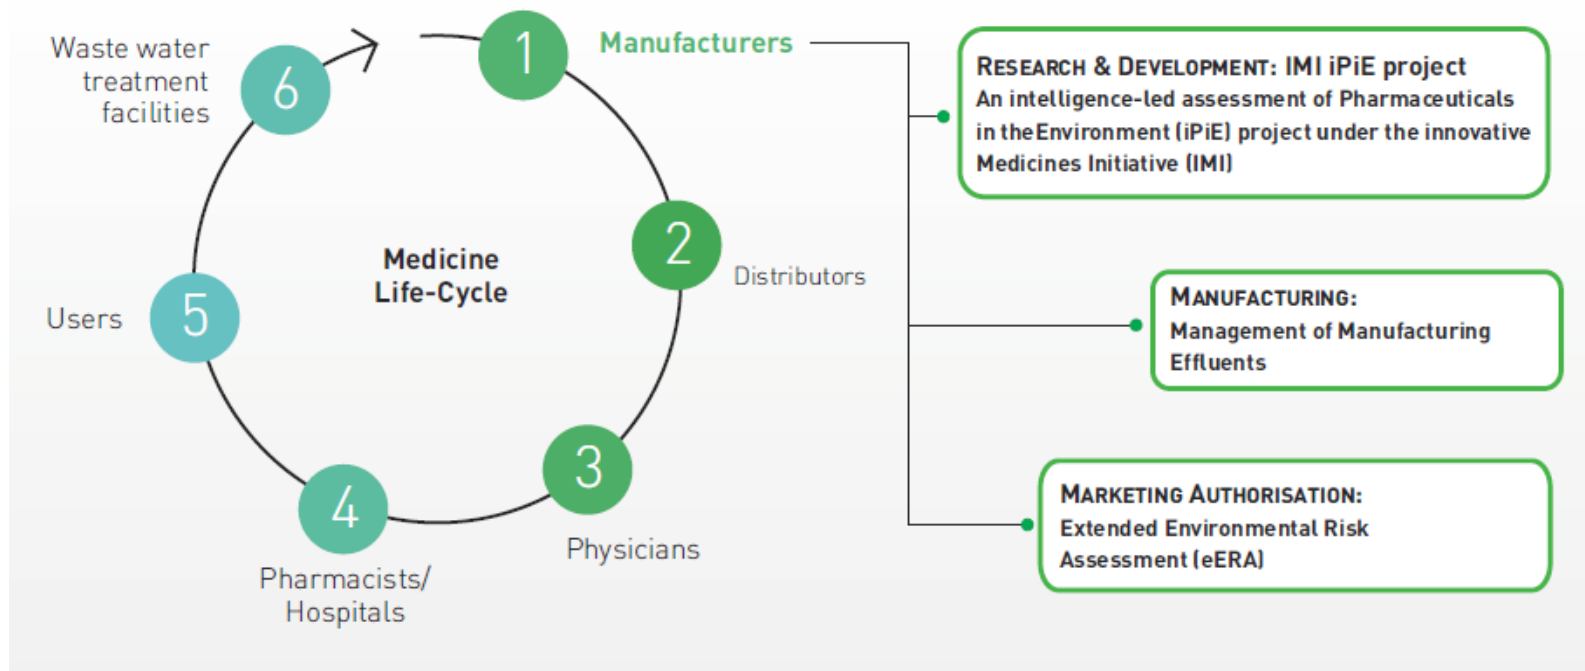 1
Manufacturers
2
Distributors
3
Physicians
4
Pharmacists/
Hospitals
5
Users
6
Waste water
treatment
facilities
Medicine
Life-Cycle
RESEARCH & DEVELOPMENT: IMI iPiE project
An intelligence-led assessment of Pharmaceuticals
in theEnvironment (iPiE) project under the innovative
Medicines Initiative (IMI)
MANUFACTURING:
Management of Manufacturing
Effluents
MARKETING AUTHORISATION:
Extended Environmental Risk
Assessment (eERA)